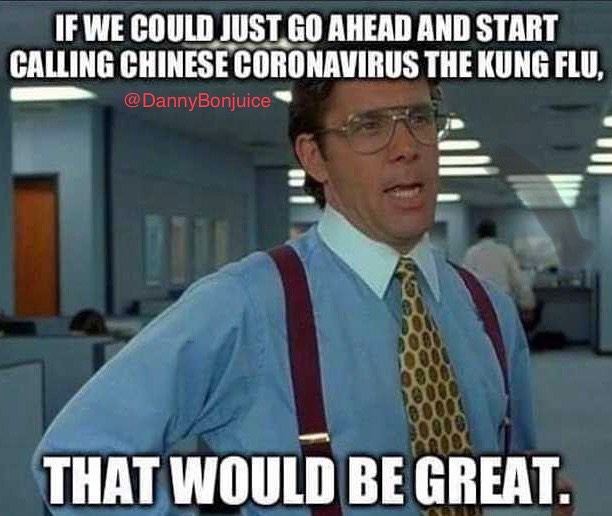 IF WE COULD JUST GO AHEAD AND START
CALLING CHINESE CORONAVIRUS THE KUNG FLU,
@DannyBonjuice
THAT WOULD BE GREAT.